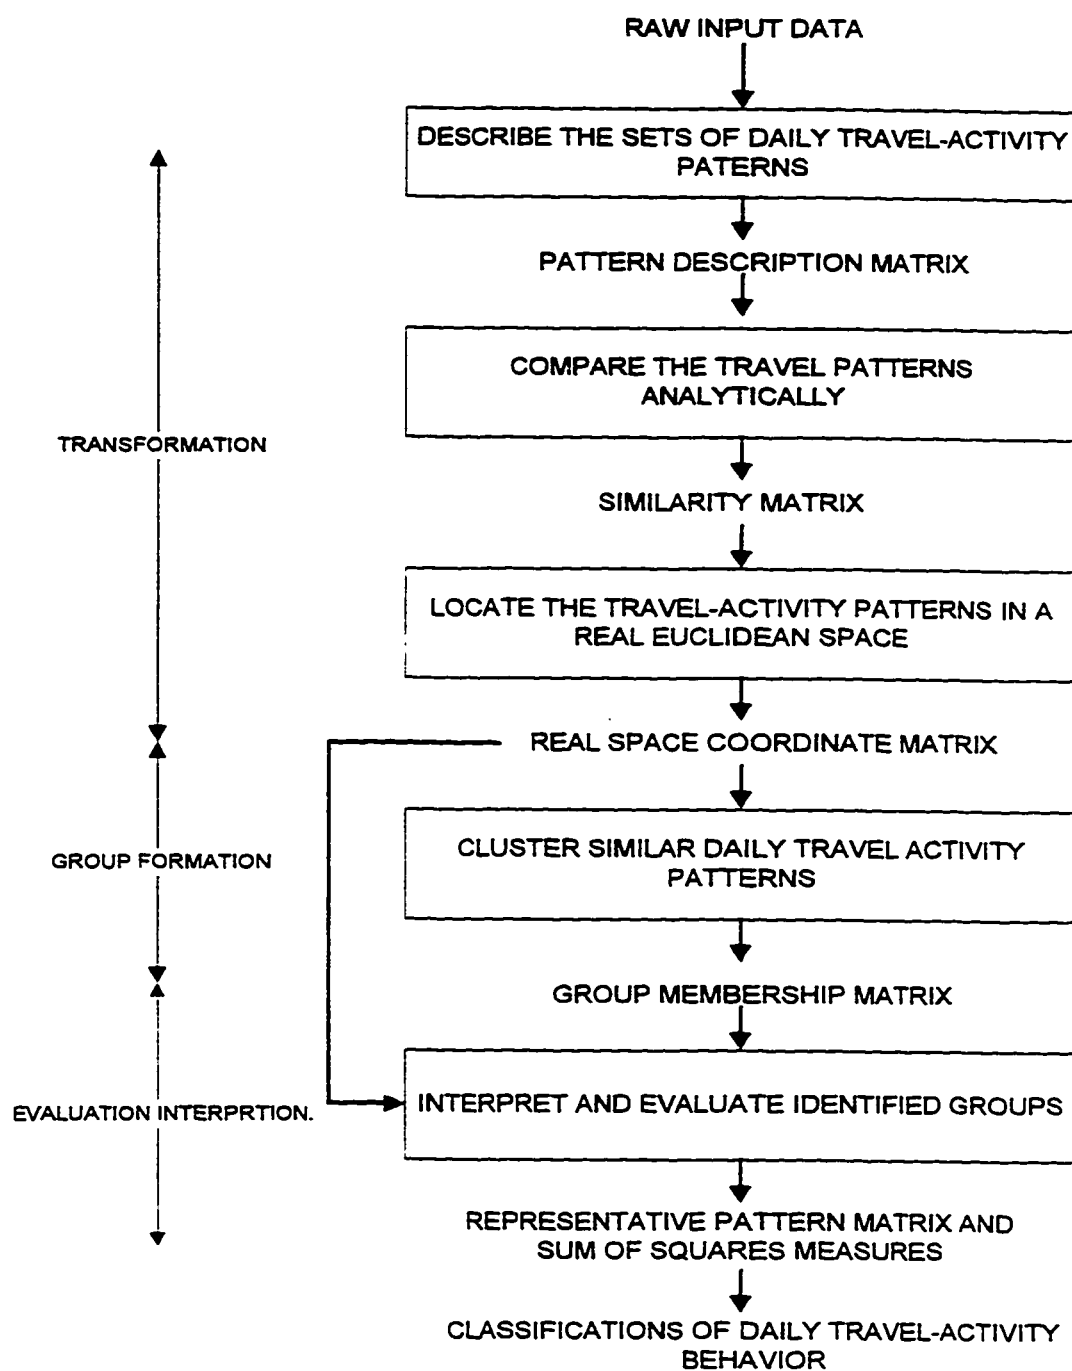 RAW INPUT DATA
DESCRIBE THE SETS OF DAILY TRAVEL-ACTIVITY
PATERNS
PATTERN DESCRIPTION MATRIX
COMPARE THE TRAVEL PATTERNS
ANALYTICALLY
TRANSFORMATION
SIMILARITY MATRIX
LOCATE THE TRAVEL-ACTIVITY PATTERNS IN A
REAL EUCLIDEAN SPACE
REAL SPACE COORDINATE MATRIX
CLUSTER SIMILAR DAILY TRAVEL ACTIVITY
PATTERNS
GROUP FORMATION
GROUP MEMBERSHIP MATRIX
INTERPRET AND EVALUATE IDENTIFIED GROUPS
EVALUATION INTERPRTION.
REPRESENTATIVE PATTERN MATRIX AND
SUM OF SQUARES MEASURES
CLASSIFICATIONS OF DAILY TRAVEL-ACTIVITY
BEHAVIOR